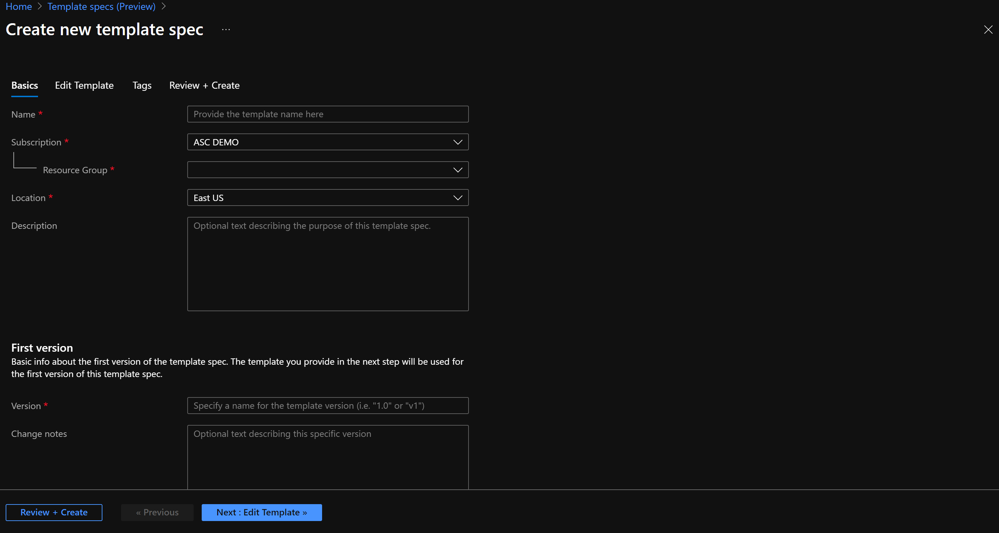 Home > Template specs (Preview) >
Create new template spec ...
Basics Edit Template Tags Review + Create
Name * Provide the template name here
Subscription * ASC DEMO
Resource Group *
Location * East US
Description Optional text describing the purpose of this template spec.
First version
Basic info about the first version of the template spec. The template you provide in the next step will be used for
the first version of this template spec.
Version * Specify a name for the template version (i.e. "1.0" or "v1")
Change notes Optional text describing this specific version
Review + Create « Previous Next : Edit Template »